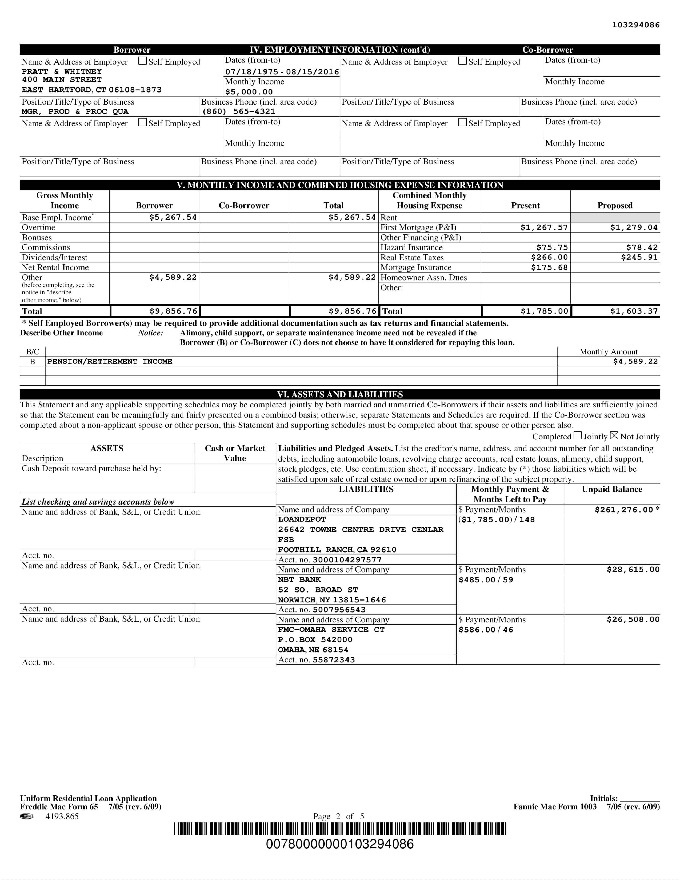 103294086
Borrower IV. EMPLOYMENT INFORMATION (cont'd) Co-Borrower
Name & Address of Employer Self Employed Dates (from-to) Name & Address of Employer Self Employed Dates (from-to)
PRATT & WHITNEY 07/18/1975-08/15/2016
400 MAIN STREET Monthly Income Monthly Income
EAST HARTFORD, CT 06108-1873 $5,000.00
Position/Title/Type of Business Business Phone (incl. area code) Position/Title/Type of Business Business Phone (incl. area code)
MGR, PROD & PROC QUA (860) 565-4321
Name & Address of Employer Self Employed Dates (from-to) Name & Address of Employer Self Employed Dates (from-to)
Monthly Income Monthly Income
Position/Title/Type of Business Business Phone (incl. area code) Position/Title/Type of Business Business Phone (incl. area code)
V. MONTHLY INCOME AND COMBINED HOUSING EXPENSE INFORMATION
Gross Monthly Income Borrower Co-Borrower Total Combined Monthly Housing Expense Present Proposed
Base Empl. Income* $5,267.54 $5,267.54 Rent
Overtime First Mortgage (P&I) $1,267.57 $1,279.04
Bonuses Other Financing (P&I)
Commissions Hazard Insurance $75.75 $78.42
Dividends/Interest Real Estate Taxes $266.00 $245.91
Net Rental Income Mortgage Insurance $175.68
Other $4,589.22 $4,589.22 Homeowner Assn. Dues
(before completing, see the notice in "describe other income," below) Other
Total $9,856.76 $9,856.76 Total $1,785.00 $1,603.37
* Self Employed Borrower(s) may be required to provide additional documentation such as tax returns and financial statements.
Describe Other Income Notice: Alimony, child support, or separate maintenance income need not be revealed if the
Borrower (B) or Co-Borrower (C) does not choose to have it considered for repaying this loan.
B/C Monthly Amount
B PENSION/RETIREMENT INCOME $4,589.22
VI. ASSETS AND LIABILITIES
This Statement and any applicable supporting schedules may be completed jointly by both married and unmarried Co-Borrowers if their assets and liabilities are sufficiently joined
so that the Statement can be meaningfully and fairly presented on a combined basis; otherwise, separate Statements and Schedules are required. If the Co-Borrower section was
completed about a non-applicant spouse or other person, this Statement and supporting schedules must be completed about that spouse or other person also.
Completed Jointly Not Jointly
ASSETS Cash or Market Value
Description
Cash Deposit toward purchase held by:
Liabilities and Pledged Assets. List the creditor's name, address, and account number for all outstanding
debts, including automobile loans, revolving charge accounts, real estate loans, alimony, child support,
stock pledges, etc. Use continuation sheet, if necessary. Indicate by (*) those liabilities which will be
satisfied upon sale of real estate owned or upon refinancing of the subject property.
LIABILITIES Monthly Payment & Months Left to Pay Unpaid Balance
List checking and savings accounts below
Name and address of Bank, S&L, or Credit Union Name and address of Company $ Payment/Months $261,276.00 *
LOANDEPOT ($1,785.00)/148
26642 TOWNE CENTRE DRIVE CENLAR
FSB
FOOTHILL RANCH, CA 92610
Acct. no. Acct. no. 3000104297577
Name and address of Bank, S&L, or Credit Union Name and address of Company $ Payment/Months $28,615.00
NBT BANK $485.00/59
52 SO. BROAD ST
NORWICH, NY 13815-1646
Acct. no. Acct. no. 5007956543
Name and address of Bank, S&L, or Credit Union Name and address of Company $ Payment/Months $26,508.00
FMC-OMAHA SERVICE CT $586.00/46
P.O.BOX 542000
OMAHA, NE 68154
Acct. no. Acct. no. 55872343
Uniform Residential Loan Application Initials:
Freddie Mac Form 65 7/05 (rev. 6/09) Fannie Mae Form 1003 7/05 (rev. 6/09)
4193.865 Page 2 of 5
00780000000103294086